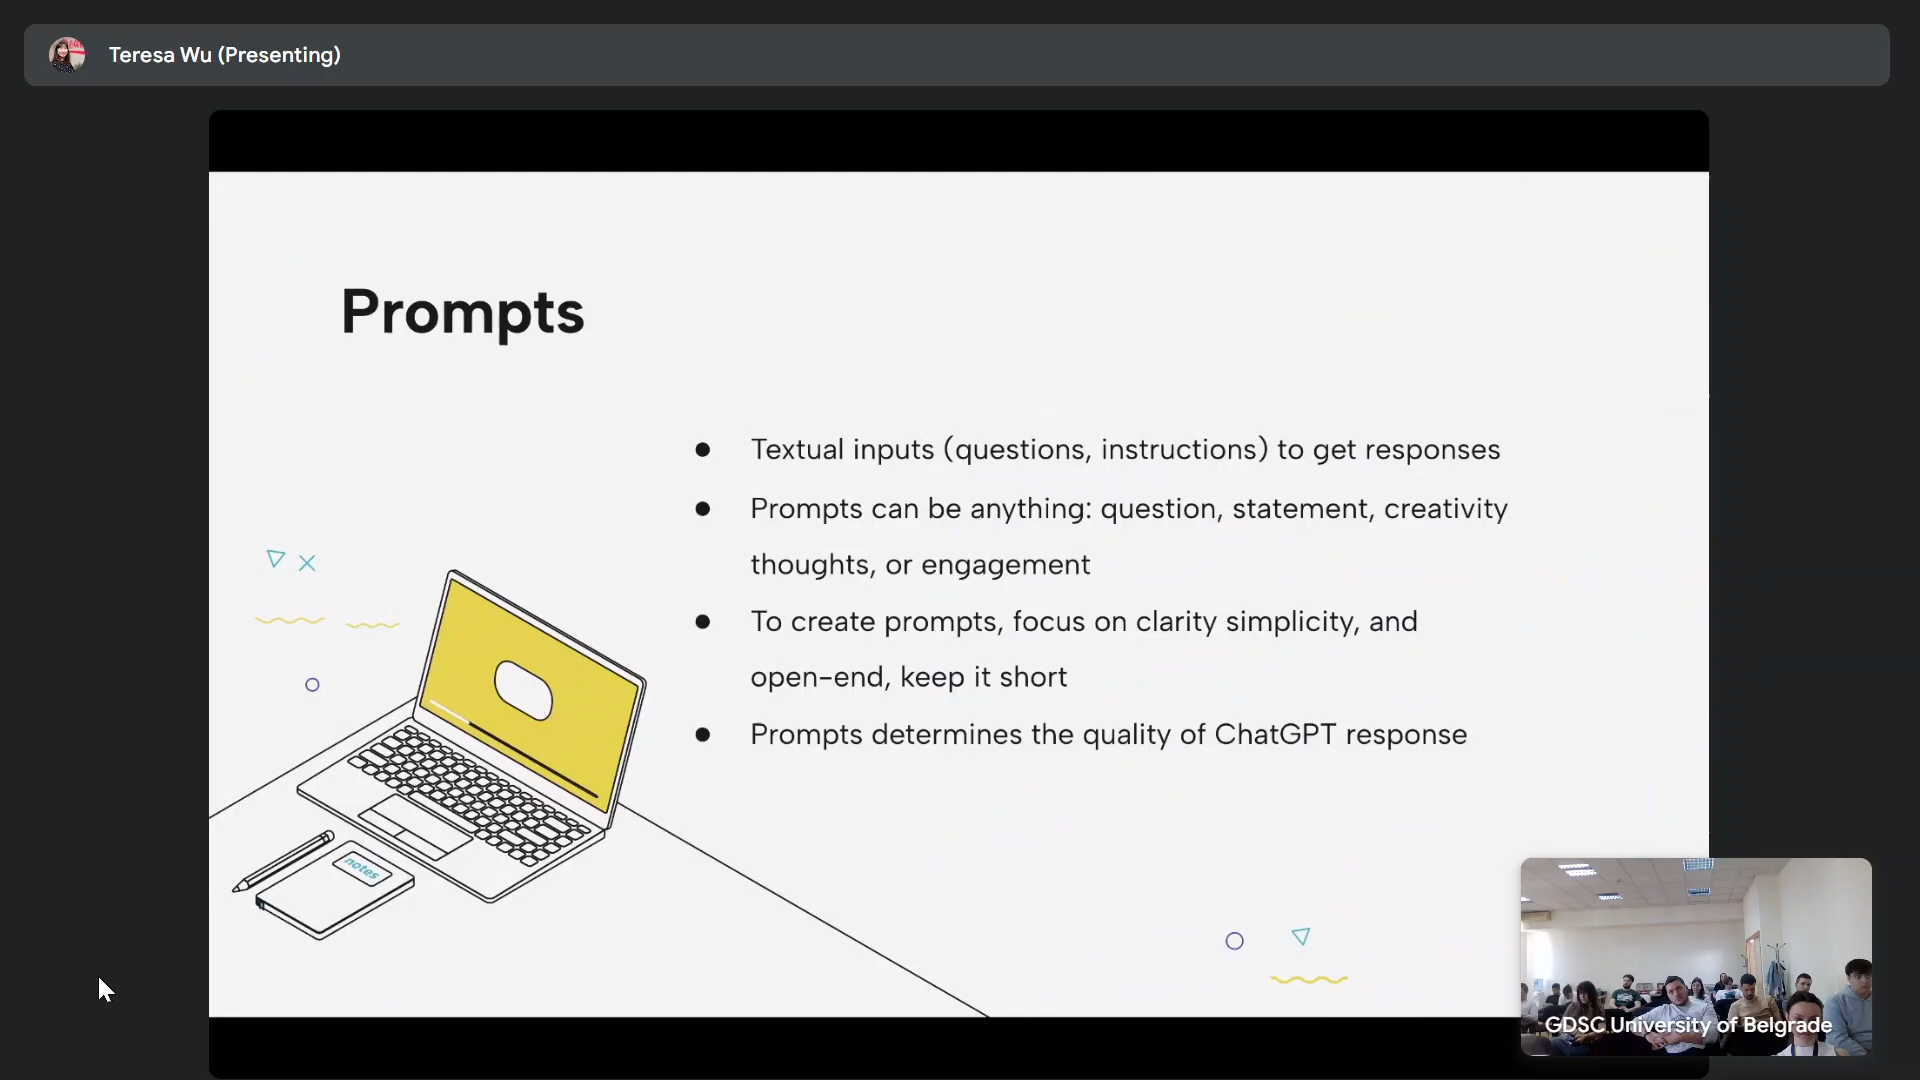 Teresa Wu (Presenting)
Prompts
● Textual inputs (questions, instructions) to get responses
● Prompts can be anything: question, statement, creativity
thoughts, or engagement
● To create prompts, focus on clarity simplicity, and
open-end, keep it short
● Prompts determines the quality of ChatGPT response
notes
GDSC University of Belgrade